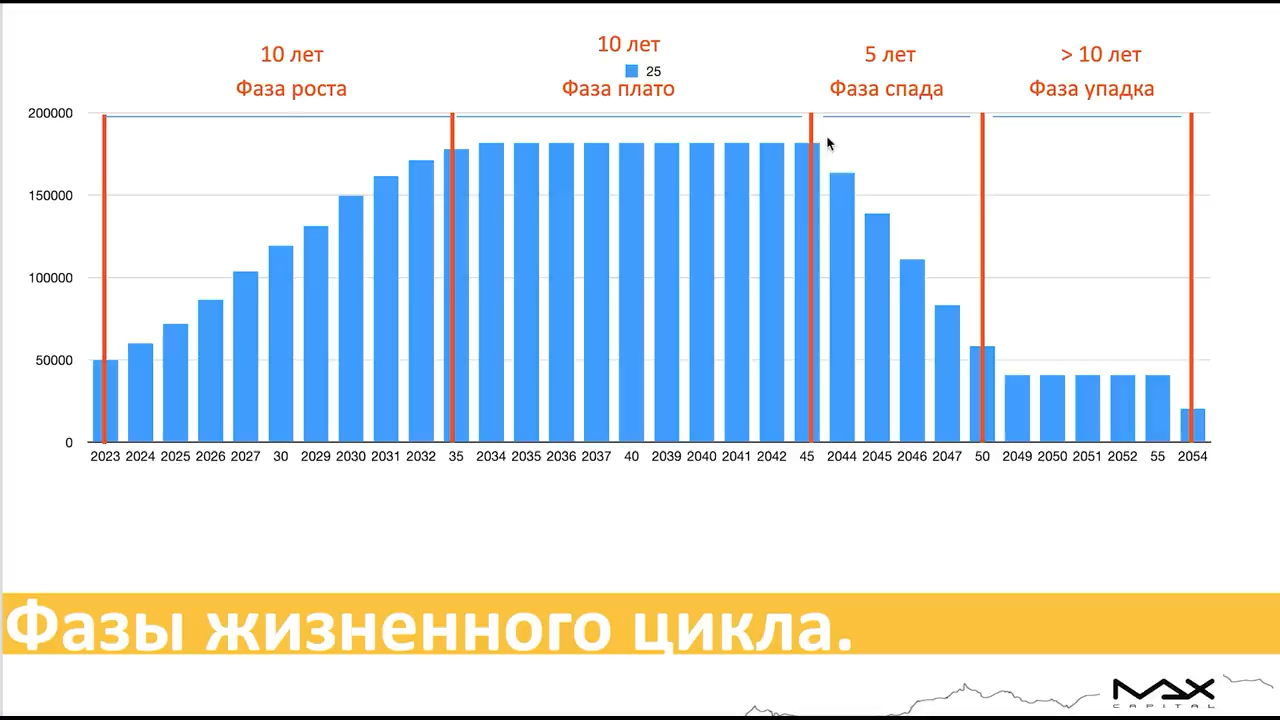 10 лет
10 лет
5 лет
> 10 лет
25
Фаза роста
Фаза плато
Фаза спада
Фаза упадка
200000
150000
100000
50000
0
2023 2024 2025 2026 2027 30 2029 2030 2031 2032 35 2034 2035 2036 2037 40 2039 2040 2041 2042 45 2044 2045 2046 2047 50 2049 2050 2051 2052 55 2054
Фазы жизненного цикла.
MAX
CAPITAL